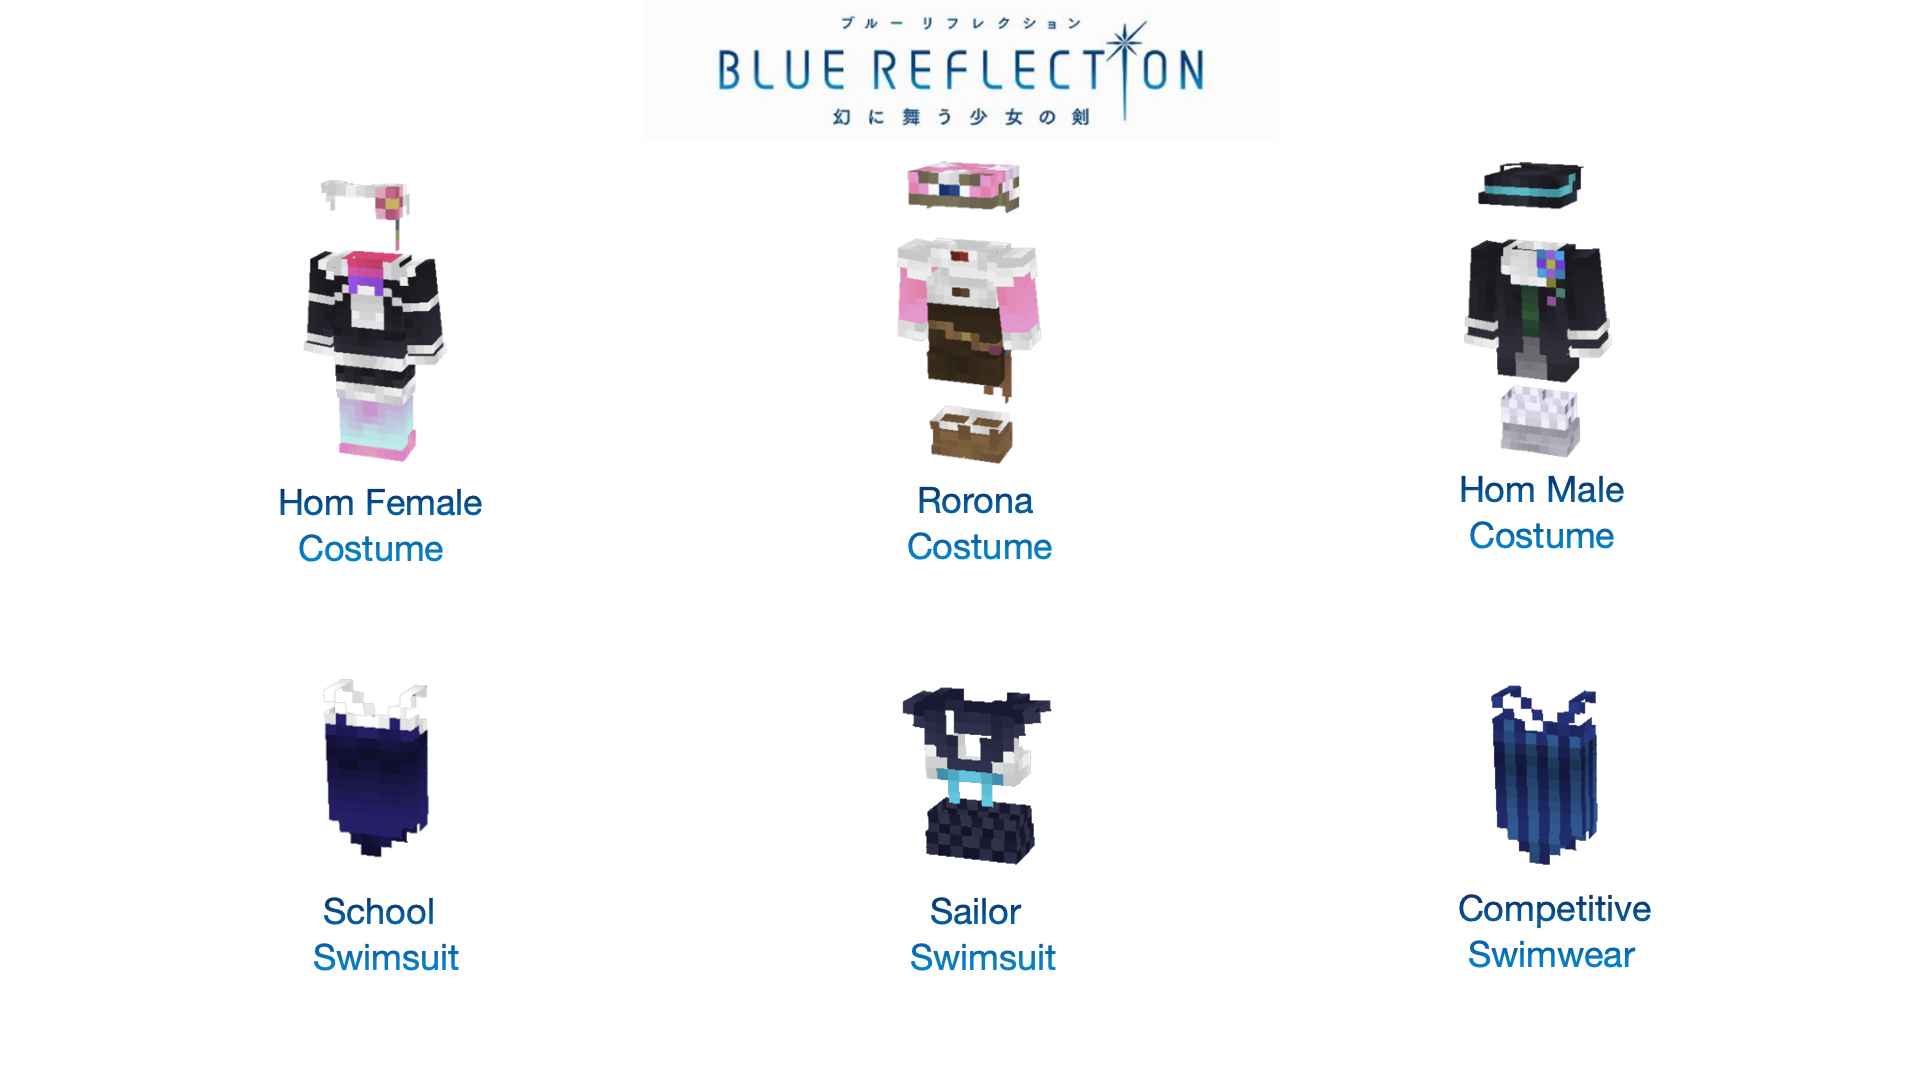 ブルーリフレクション
BLUE REFLECTION
幻に舞う少女の剣
Hom Female
Costume
Rorona
Costume
Hom Male
Costume
School
Swimsuit
Sailor
Swimsuit
Competitive
Swimwear